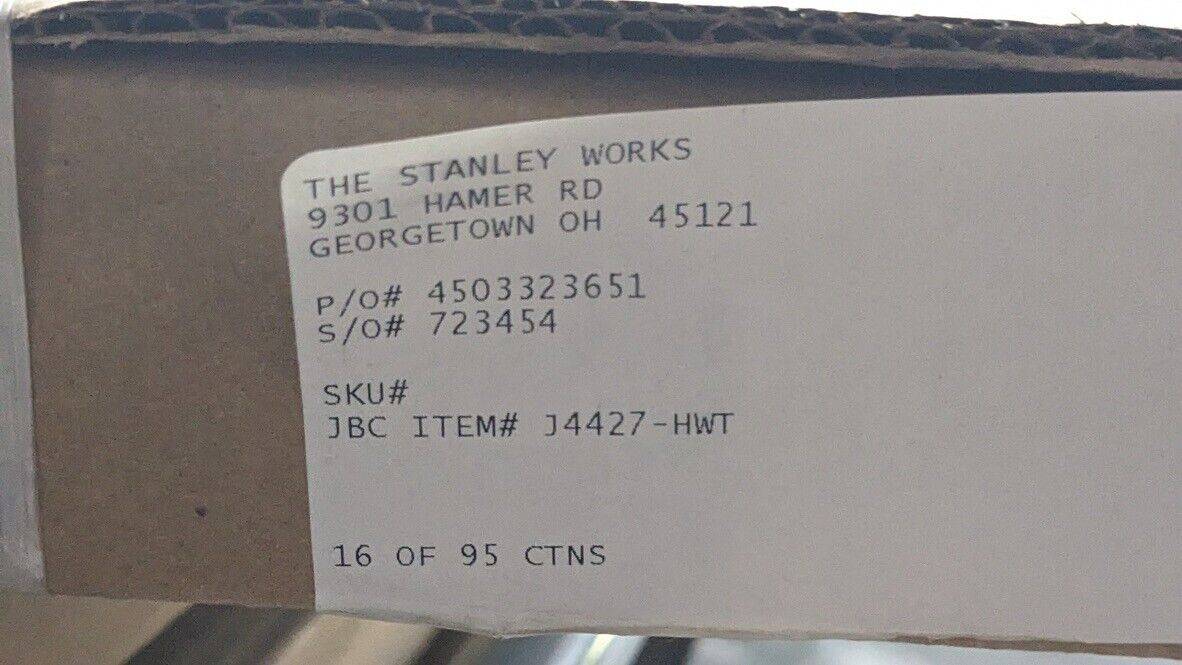 THE STANLEY WORKS
9301 HAMER RD
GEORGETOWN OH 45121
P/O# 4503323651
S/O# 723454
SKU#
JBC ITEM# J4427-HWT
16 OF 95 CTNS